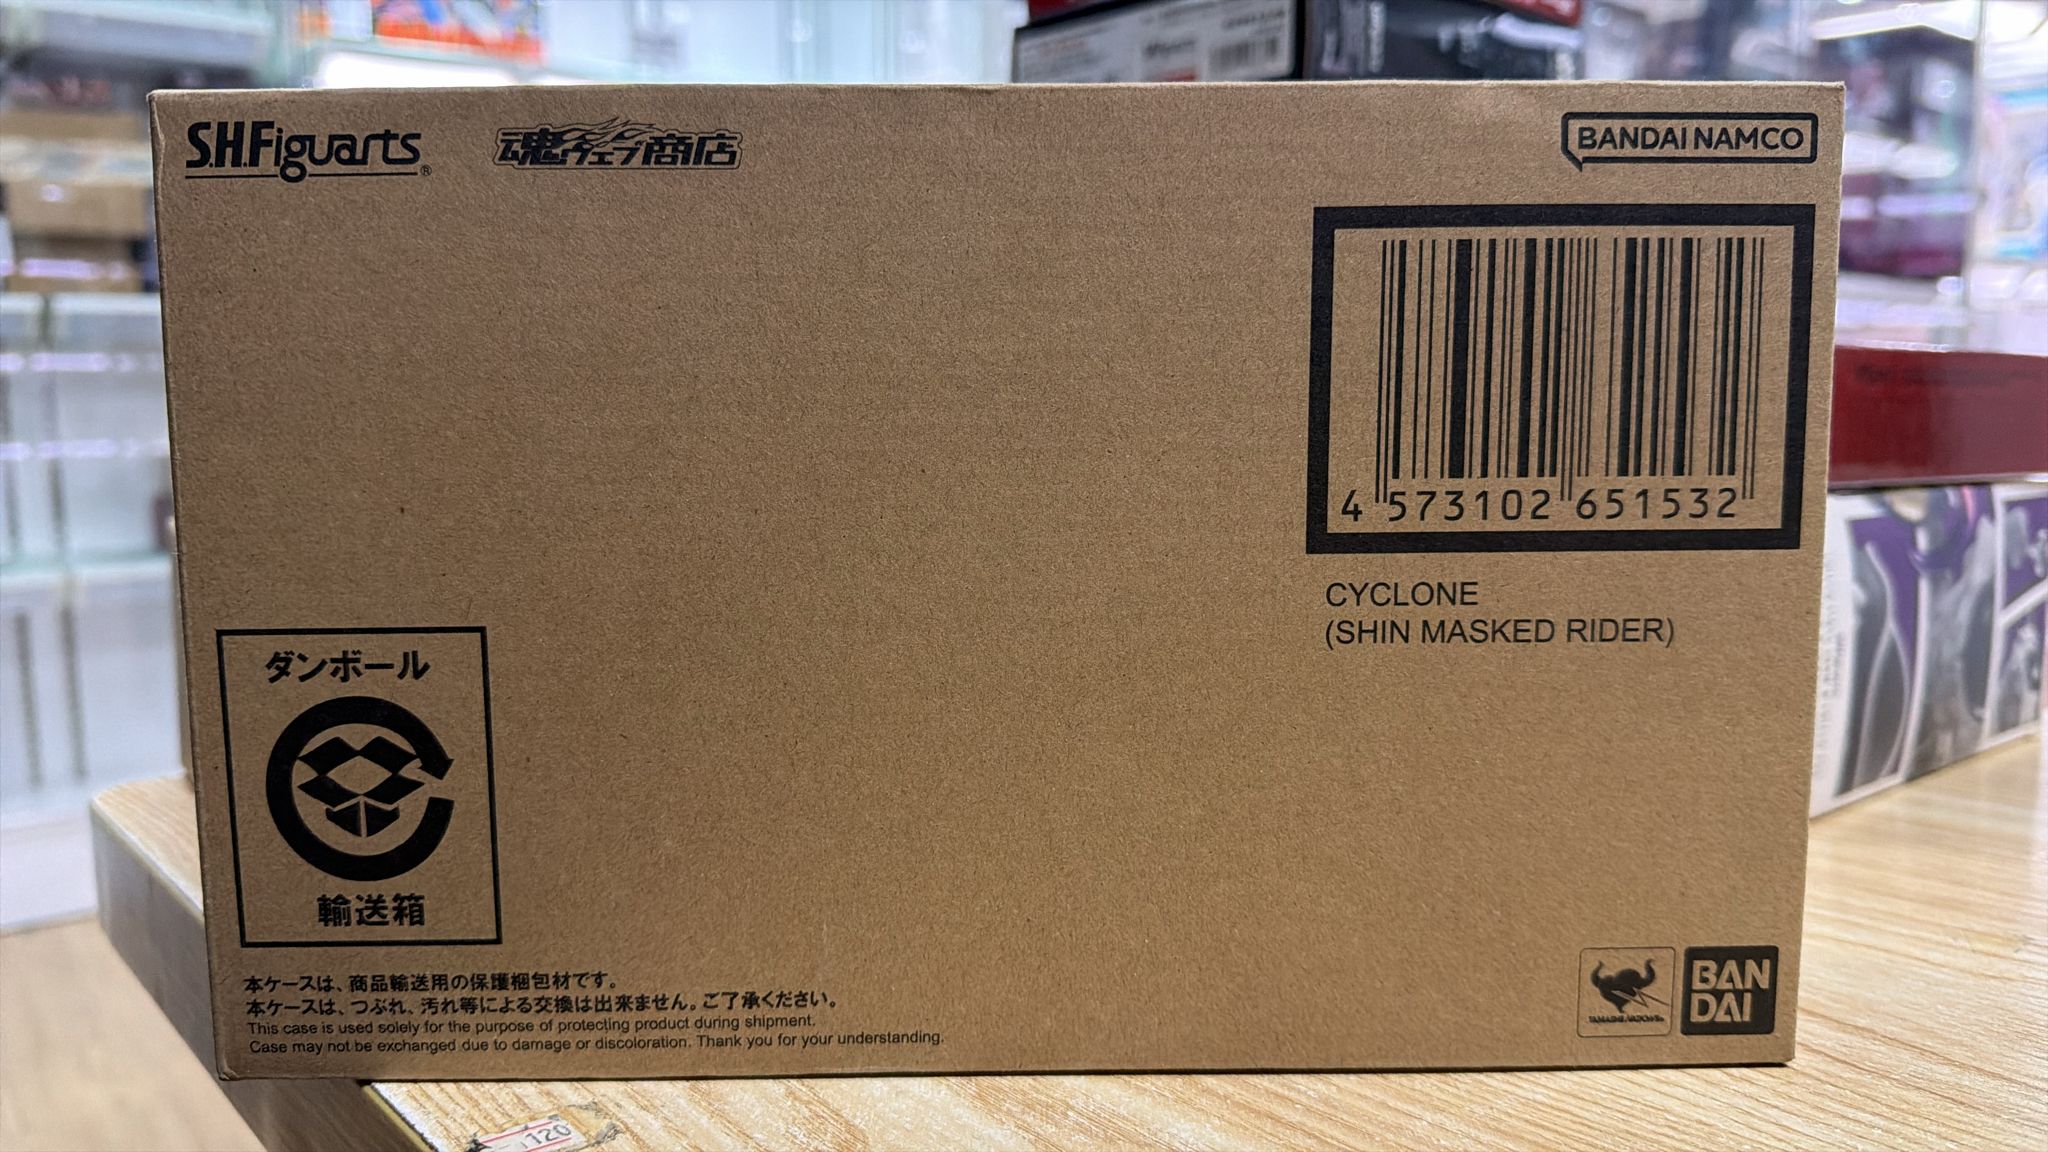 S.H.Figuarts®
魂ウェブ商店
BANDAI NAMCO
4 573102 651532
CYCLONE
(SHIN MASKED RIDER)
ダンボール
輸送箱
本ケースは、商品輸送用の保護梱包材です。
本ケースは、つぶれ、汚れ等による交換は出来ません。ご了承ください。
This case is used solely for the purpose of protecting product during shipment.
Case may not be exchanged due to damage or discoloration. Thank you for your understanding.
TAMASHII NATIONS
BAN
DAI
120